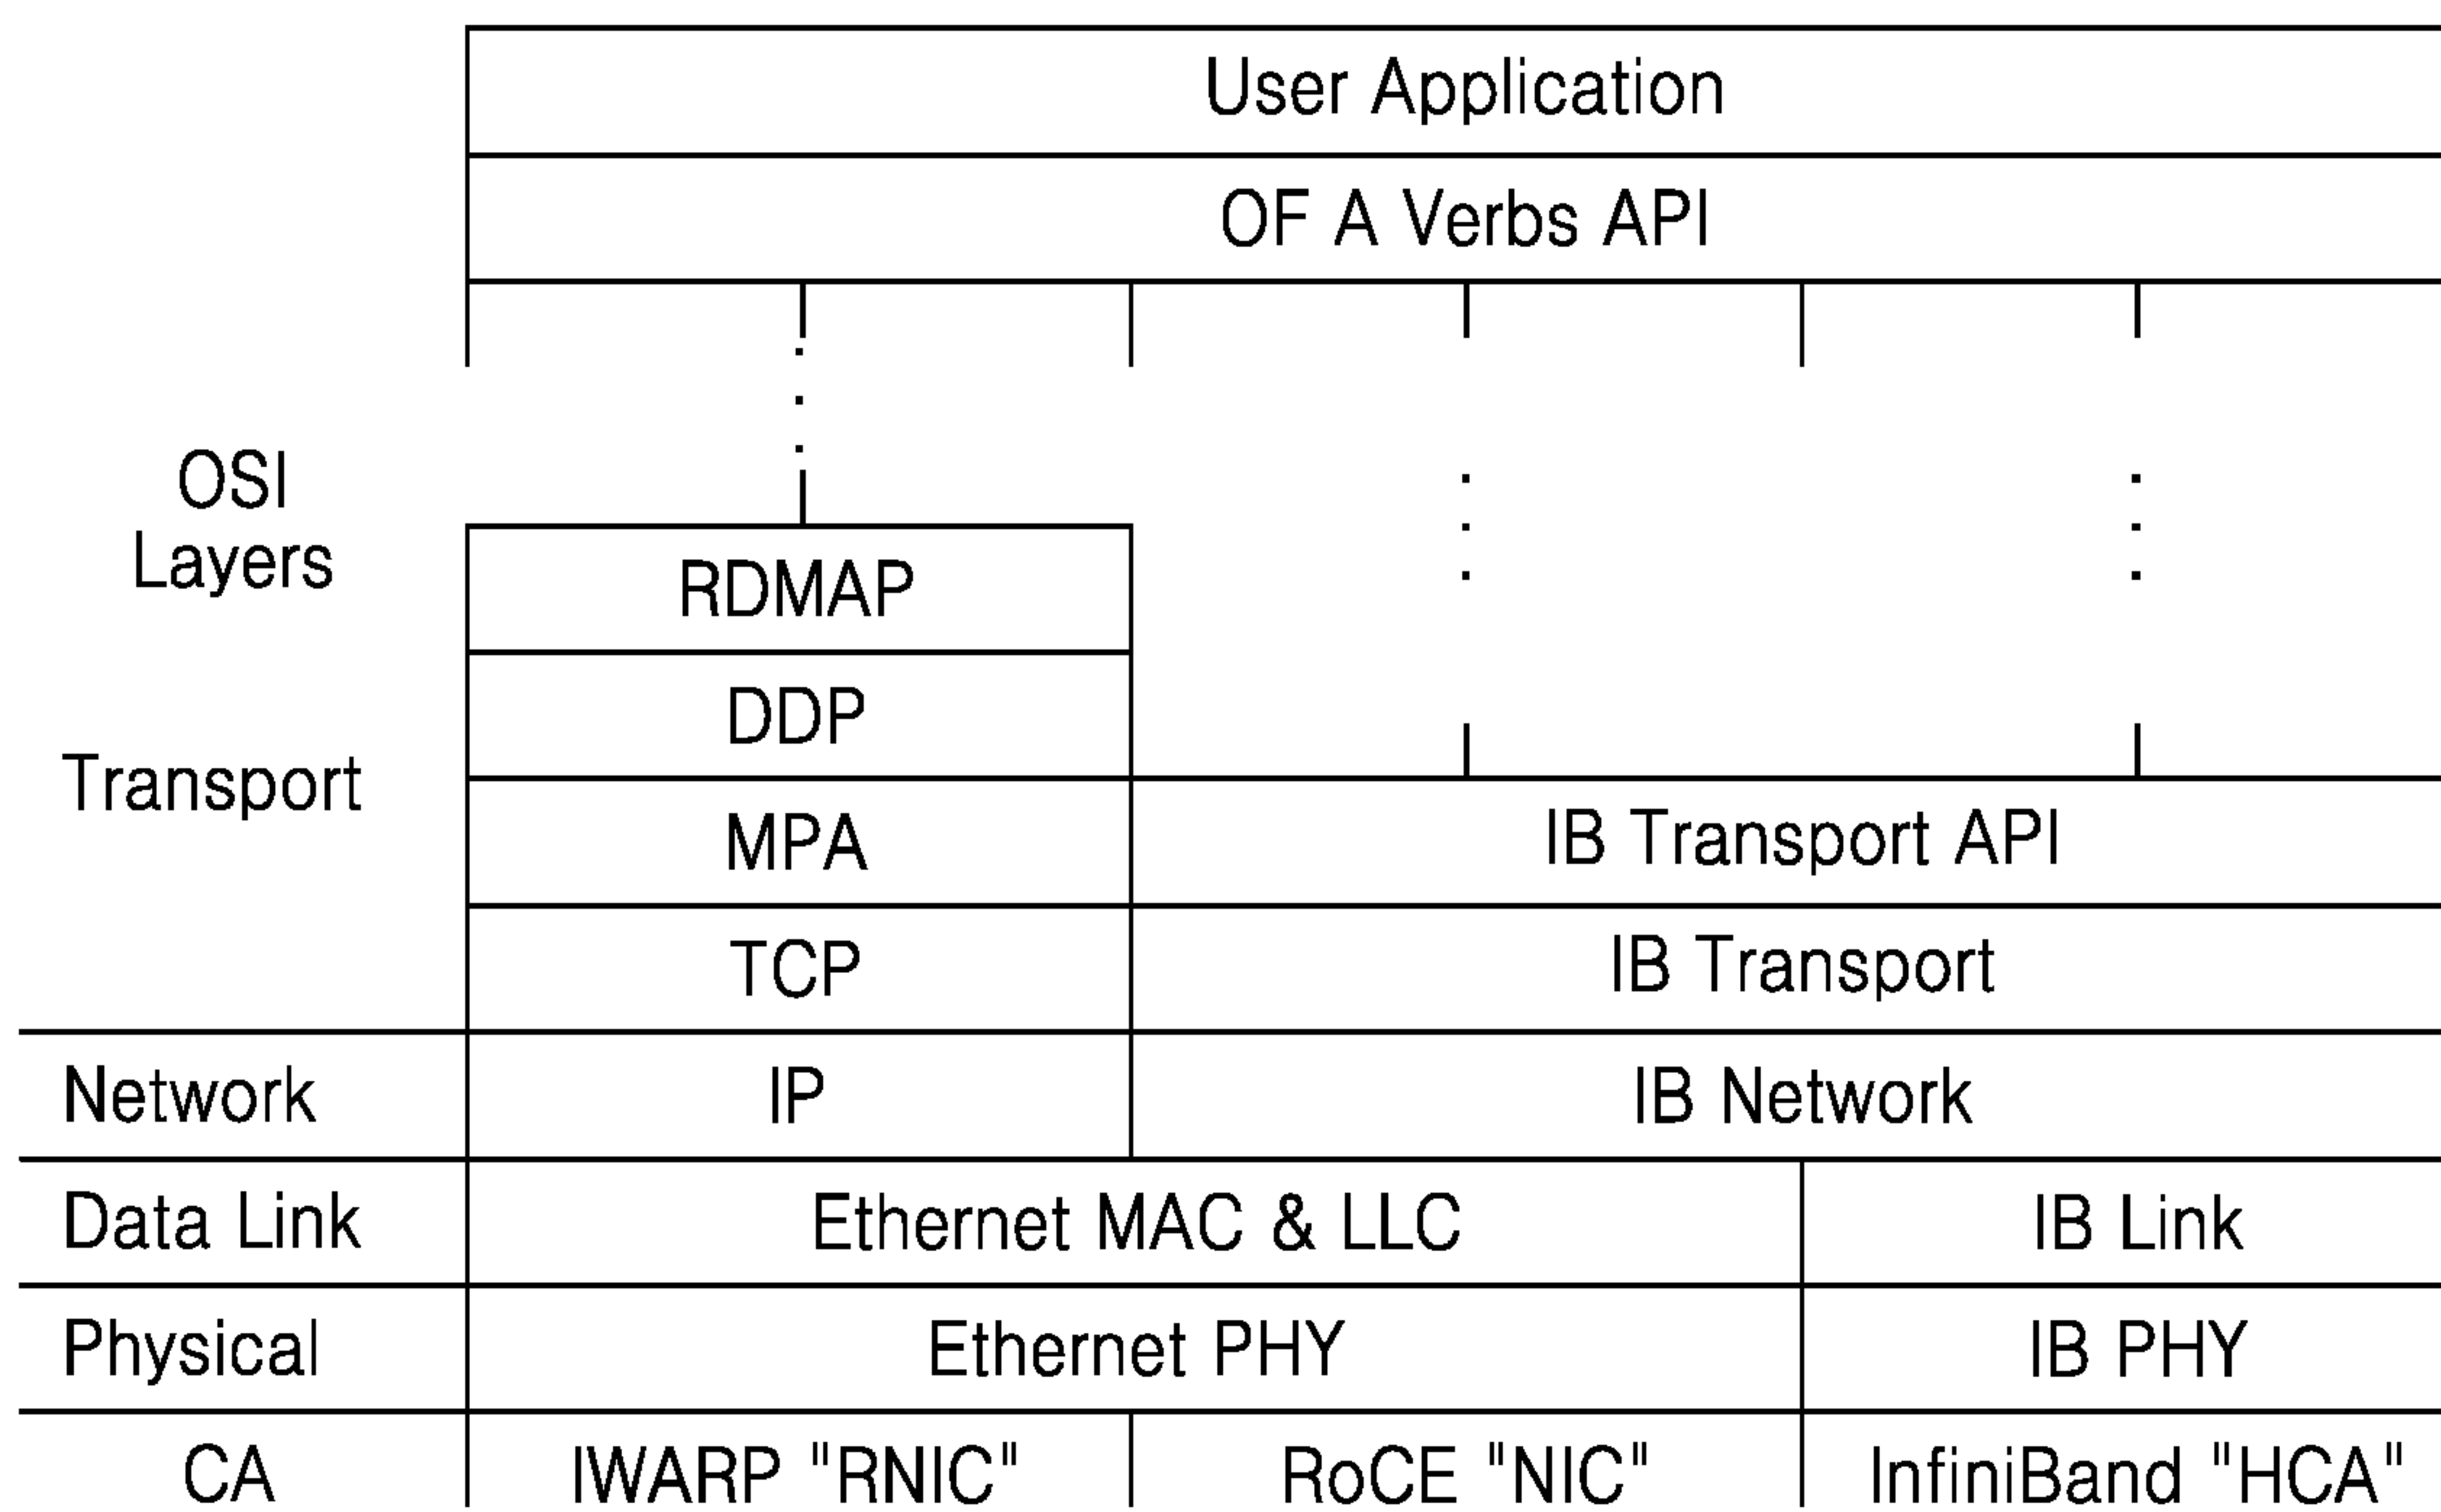 User Application
OF A Verbs API
OSI
Layers
RDMAP
DDP
Transport
MPA IB Transport API
TCP IB Transport
Network IP IB Network
Data Link Ethernet MAC & LLC IB Link
Physical Ethernet PHY IB PHY
CA IWARP "RNIC" RoCE "NIC" InfiniBand "HCA"